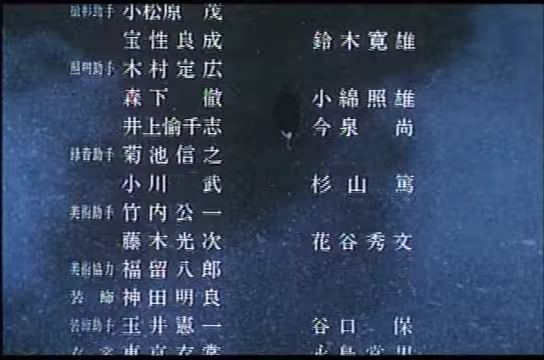 撮影助手 小松原 茂
宝性良成 鈴木寛雄
照明助手 木村定広
森下 徹 小綿照雄
井上愉千志 今泉 尚
録音助手 菊池信之
小川 武 杉山 篤
美術助手 竹内公一
藤木光次 花谷秀文
美術協力 福留八郎
装飾 神田明良
装飾助手 玉井憲一 谷口 保